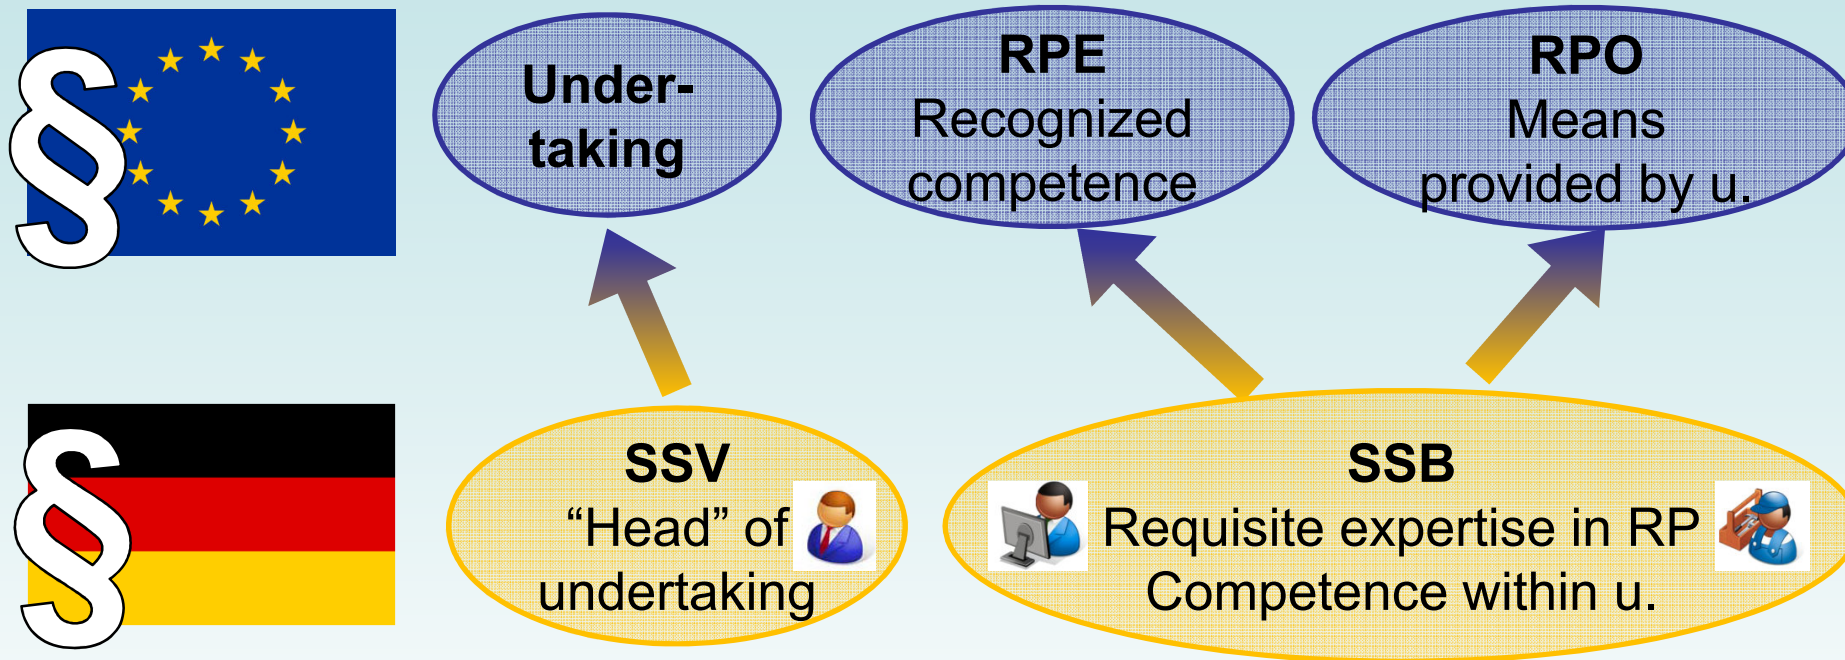 §
Under-
taking
RPE
Recognized
competence
RPO
Means
provided by u.
§
SSV
“Head” of
undertaking
SSB
Requisite expertise in RP
Competence within u.